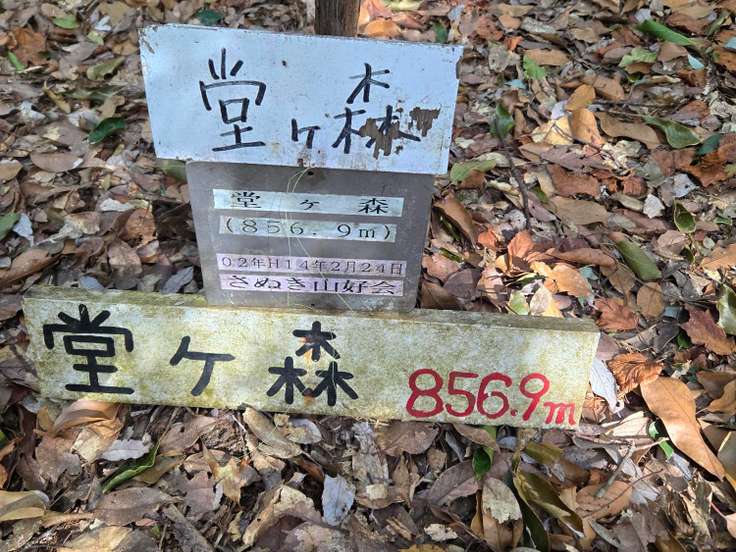 堂ヶ森
堂ヶ森
(856.9m)
02年H14年2月24日
さぬき山好会
堂ヶ森 856.9m